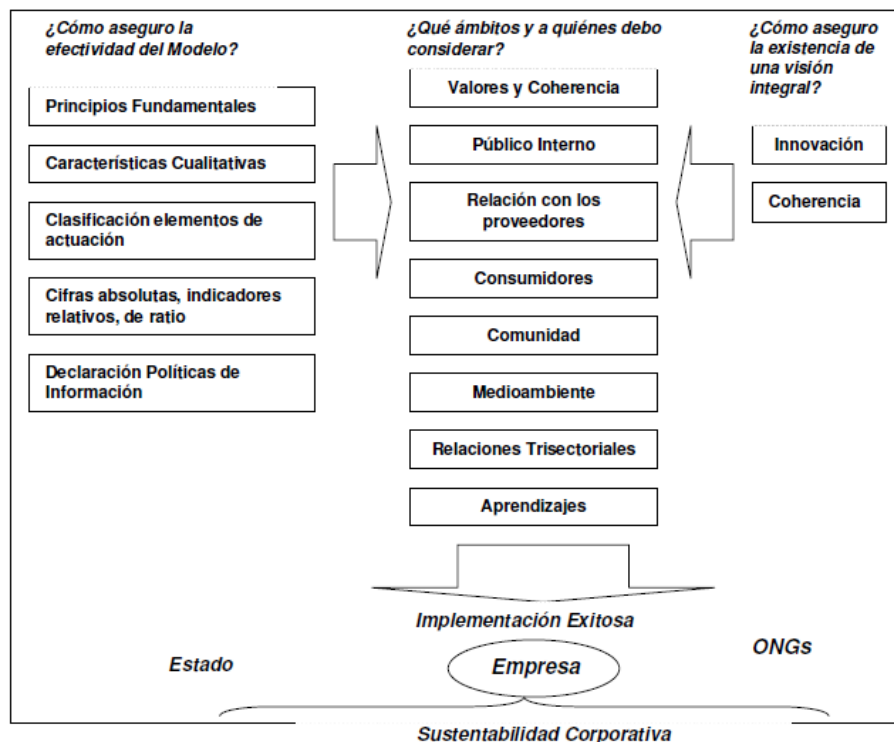 ¿Cómo aseguro la
efectividad del Modelo?
Principios Fundamentales
Características Cualitativas
Clasificación elementos de
actuación
Cifras absolutas, indicadores
relativos, de ratio
Declaración Políticas de
Información
¿Qué ámbitos y a quiénes debo
considerar?
Valores y Coherencia
Público Interno
Relación con los
proveedores
Consumidores
Comunidad
Medioambiente
Relaciones Trisectoriales
Aprendizajes
¿Cómo aseguro
la existencia de
una visión
integral?
Innovación
Coherencia
Implementación Exitosa
Estado
Empresa
ONGs
Sustentabilidad Corporativa